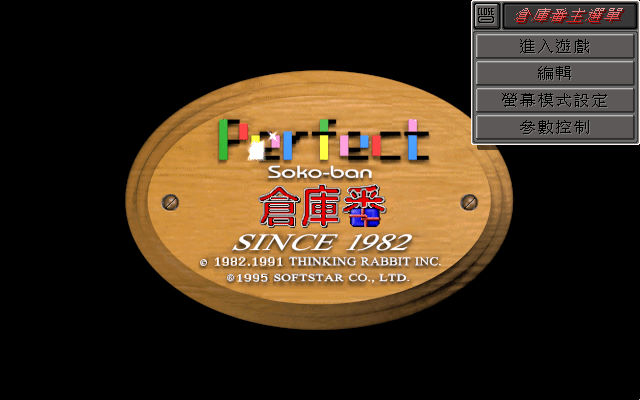 CLOSE
倉庫番主選單
進入遊戲
編輯
螢幕模式設定
參數控制
Perfect
Soko-ban
倉庫番
SINCE 1982
© 1982.1991 THINKING RABBIT INC.
©1995 SOFTSTAR CO., LTD.